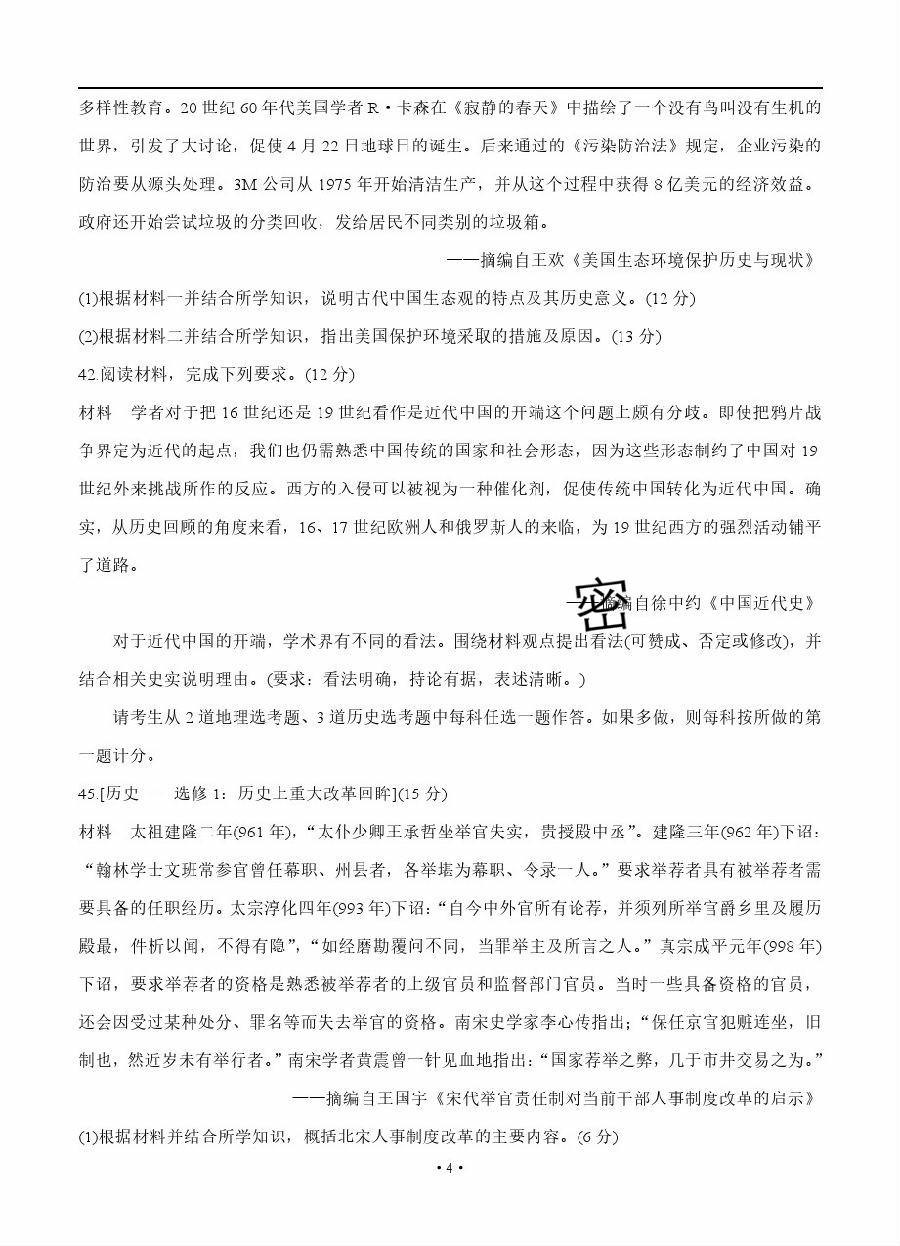 多样性教育。20 世纪 60 年代美国学者 R·卡森在《寂静的春天》中描绘了一个没有鸟叫没有生机的
世界，引发了大讨论，促使 4 月 22 日地球日的诞生。后来通过的《污染防治法》规定，企业污染的
防治要从源头处理。3M 公司从 1975 年开始清洁生产，并从这个过程中获得 8 亿美元的经济效益。
政府还开始尝试垃圾的分类回收，发给居民不同类别的垃圾箱。
——摘编自王欢《美国生态环境保护历史与现状》
(1)根据材料一并结合所学知识，说明古代中国生态观的特点及其历史意义。(12 分)
(2)根据材料二并结合所学知识，指出美国保护环境采取的措施及原因。(13 分)
42.阅读材料，完成下列要求。(12 分)
材料 学者对于把 16 世纪还是 19 世纪看作是近代中国的开端这个问题上颇有分歧。即使把鸦片战
争界定为近代的起点，我们也仍需熟悉中国传统的国家和社会形态，因为这些形态制约了中国对 19
世纪外来挑战所作的反应。西方的入侵可以被视为一种催化剂，促使传统中国转化为近代中国。确
实，从历史回顾的角度来看，16、17 世纪欧洲人和俄罗斯人的来临，为 19 世纪西方的强烈活动铺平
了道路。
——摘编自徐中约《中国近代史》
密
对于近代中国的开端，学术界有不同的看法。围绕材料观点提出看法(可赞成、否定或修改)，并
结合相关史实说明理由。(要求：看法明确，持论有据，表述清晰。)
请考生从 2 道地理选考题、3 道历史选考题中每科任选一题作答。如果多做，则每科按所做的第
一题计分。
45.[历史 选修 1：历史上重大改革回眸](15 分)
材料 太祖建隆二年(961 年)，“太仆少卿王承哲坐举官失实，责授殿中丞”。建隆三年(962 年)下诏：
“翰林学士文班常参官曾任幕职、州县者，各举堪为幕职、令录一人。”要求举荐者具有被举荐者需
要具备的任职经历。太宗淳化四年(993 年)下诏：“自今中外官所有论荐，并须列所举官爵乡里及履历
殿最，件析以闻，不得有隐”，“如经磨勘覆问不同，当罪举主及所言之人。”真宗咸平元年(998 年)
下诏，要求举荐者的资格是熟悉被举荐者的上级官员和监督部门官员。当时一些具备资格的官员，
还会因受过某种处分、罪名等而失去举官的资格。南宋史学家李心传指出；“保任京官犯赃连坐，旧
制也，然近岁未有举行者。”南宋学者黄震曾一针见血地指出：“国家荐举之弊，几于市井交易之为。”
——摘编自王国宇《宋代举官责任制对当前干部人事制度改革的启示》
(1)根据材料并结合所学知识，概括北宋人事制度改革的主要内容。(6 分)
·4·